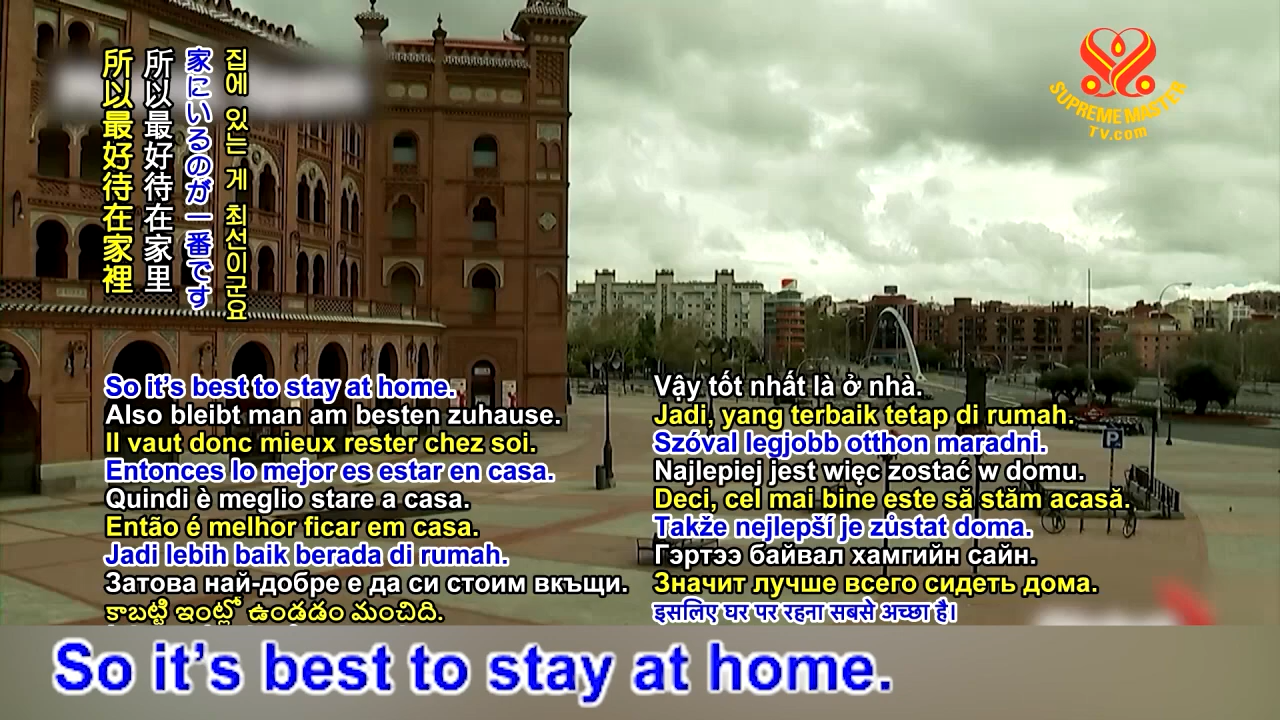 所以最好待在家裡
所以最好待在家里
家にいるのが一番です
집에 있는 게 최선이군요
SUPREME MASTER
TV.com
So it's best to stay at home.
Also bleibt man am besten zuhause.
Il vaut donc mieux rester chez soi.
Entonces lo mejor es estar en casa.
Quindi è meglio stare a casa.
Então é melhor ficar em casa.
Jadi lebih baik berada di rumah.
Затова най-добре е да си стоим вкъщи.
కాబట్టి ఇంట్లో ఉండడం మంచిది.
Vậy tốt nhất là ở nhà.
Jadi, yang terbaik tetap di rumah.
Szóval legjobb otthon maradni.
Najlepiej jest więc zostać w domu.
Deci, cel mai bine este să stăm acasă.
Takže nejlepší je zůstat doma.
Гэртээ байвал хамгийн сайн.
Значит лучше всего сидеть дома.
इसलिए घर पर रहना सबसे अच्छा है।
P
So it's best to stay at home.